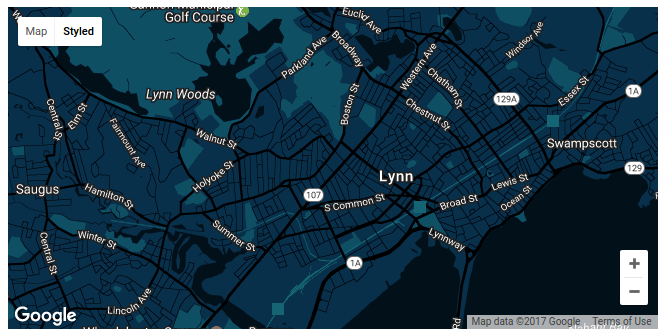 Golf Course
Euclid Ave
Map
Styled
Broadway
Western Ave
Windsor Ave
Parkland Ave
Chatham St
Lynn Woods
Boston St
Essex St
1A
129A
Chestnut St
Central St
Elm St
Fairmount Ave
Walnut St
Swampscott
Holyoke St
129
Lynn
Saugus
Hamilton St
107
S Common St
Lewis St
Broad St
Ocean St
Winter St
Summer St
Central St
Lynnway
1A
+
−
Lincoln Ave
Google
Map data ©2017 Google
Terms of Use
Rd